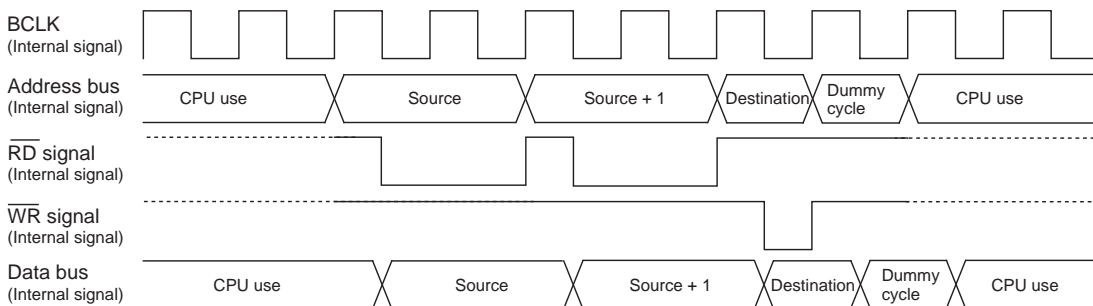 BCLK
(Internal signal)
Address bus
(Internal signal)
CPU use
Source
Source + 1
Destination
Dummy
cycle
CPU use
RD signal
(Internal signal)
WR signal
(Internal signal)
Data bus
(Internal signal)
CPU use
Source
Source + 1
Destination
Dummy
cycle
CPU use